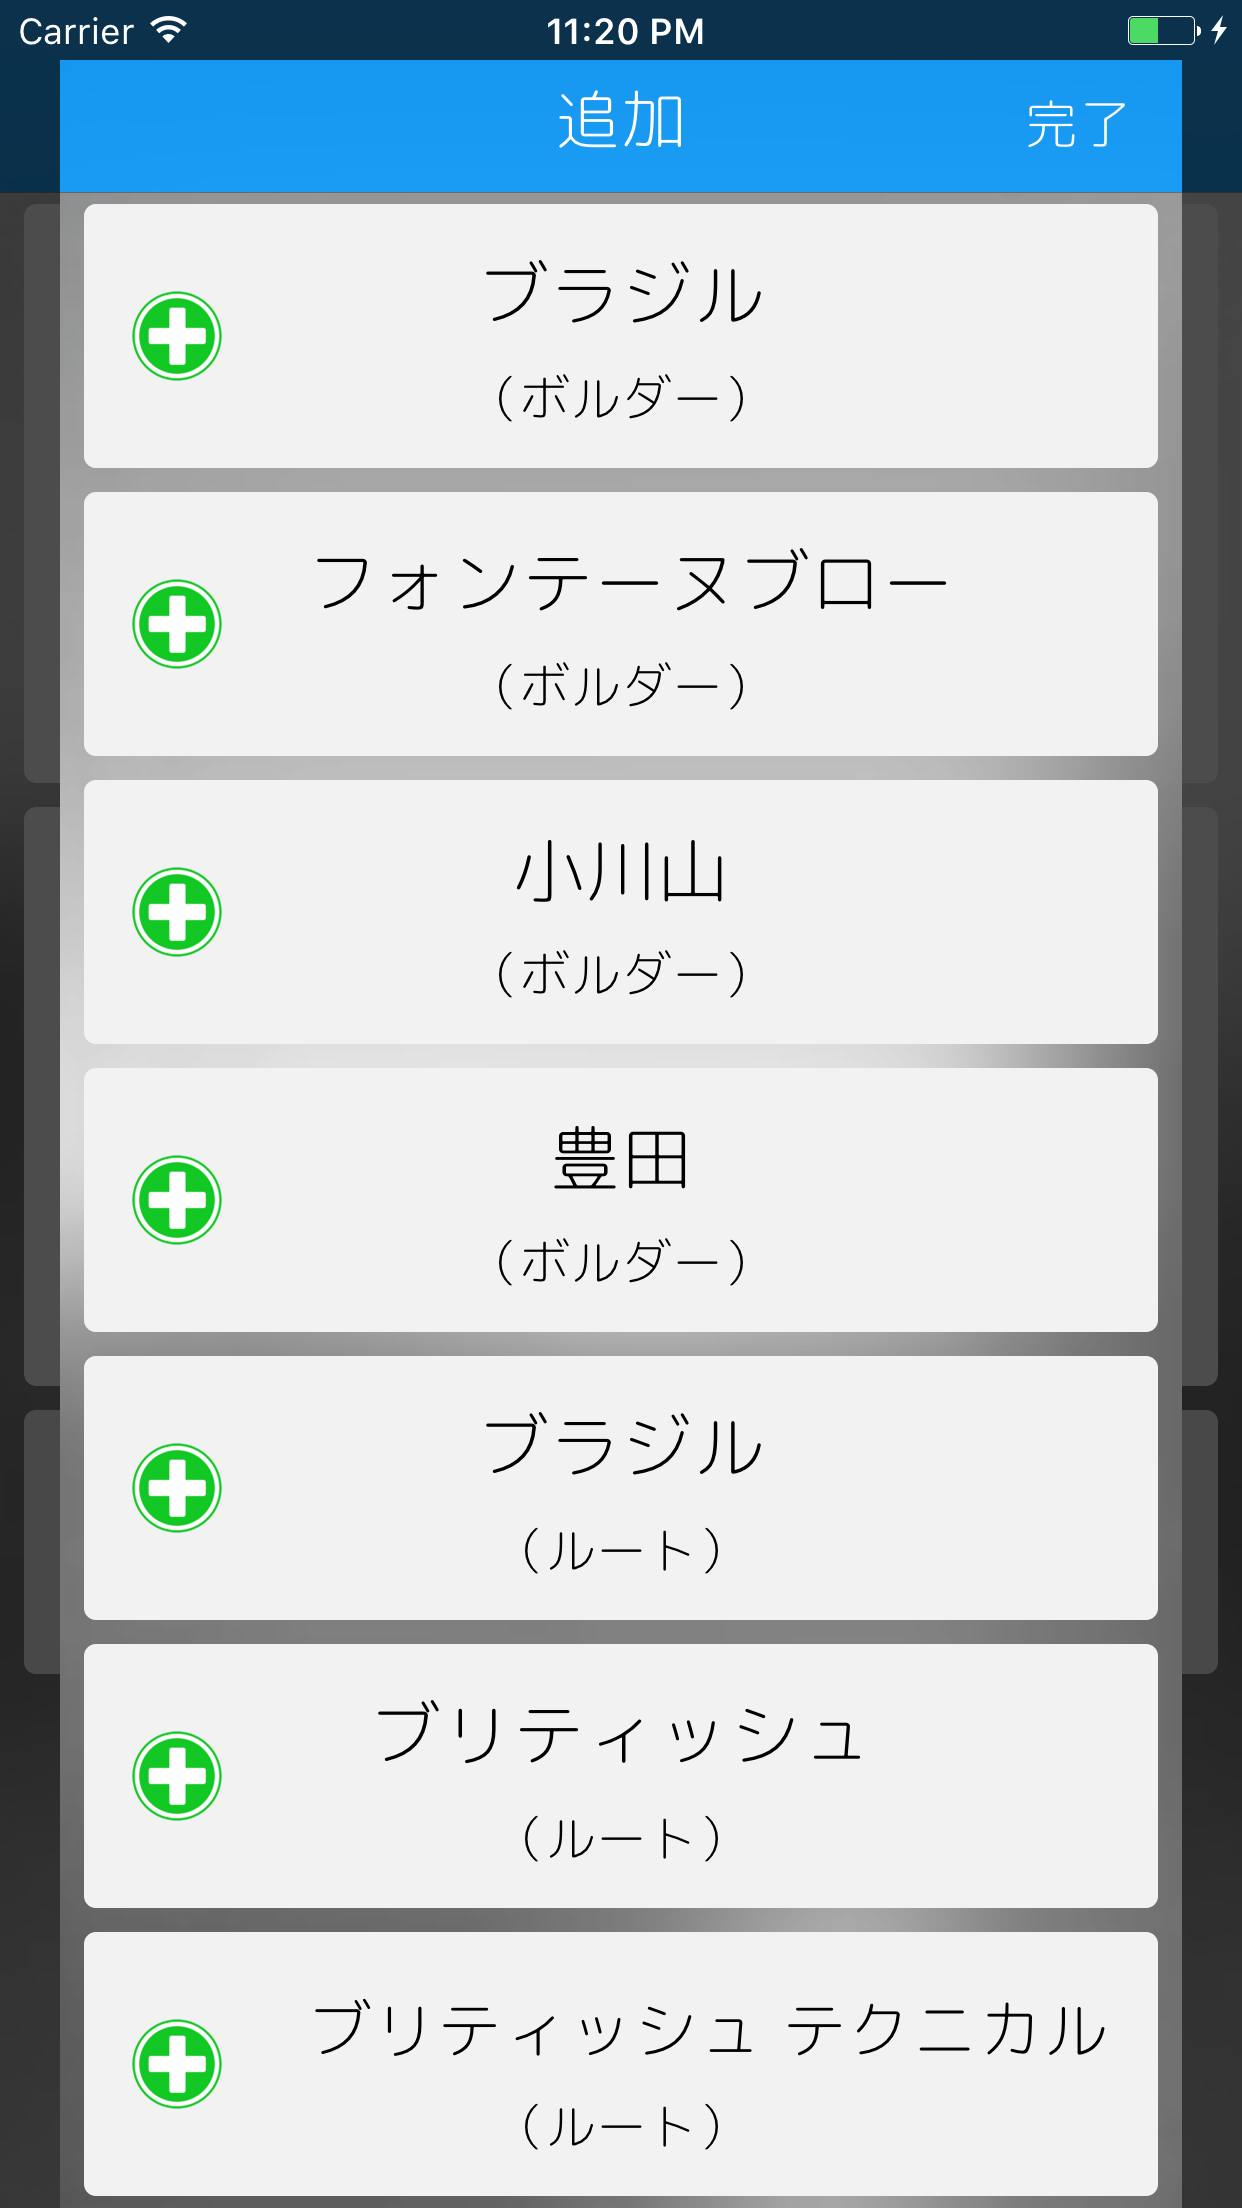 Carrier 11:20 PM
追加 完了
ブラジル
（ボルダー）
フォンテーヌブロー
（ボルダー）
小川山
（ボルダー）
豊田
（ボルダー）
ブラジル
（ルート）
ブリティッシュ
（ルート）
ブリティッシュ テクニカル
（ルート）